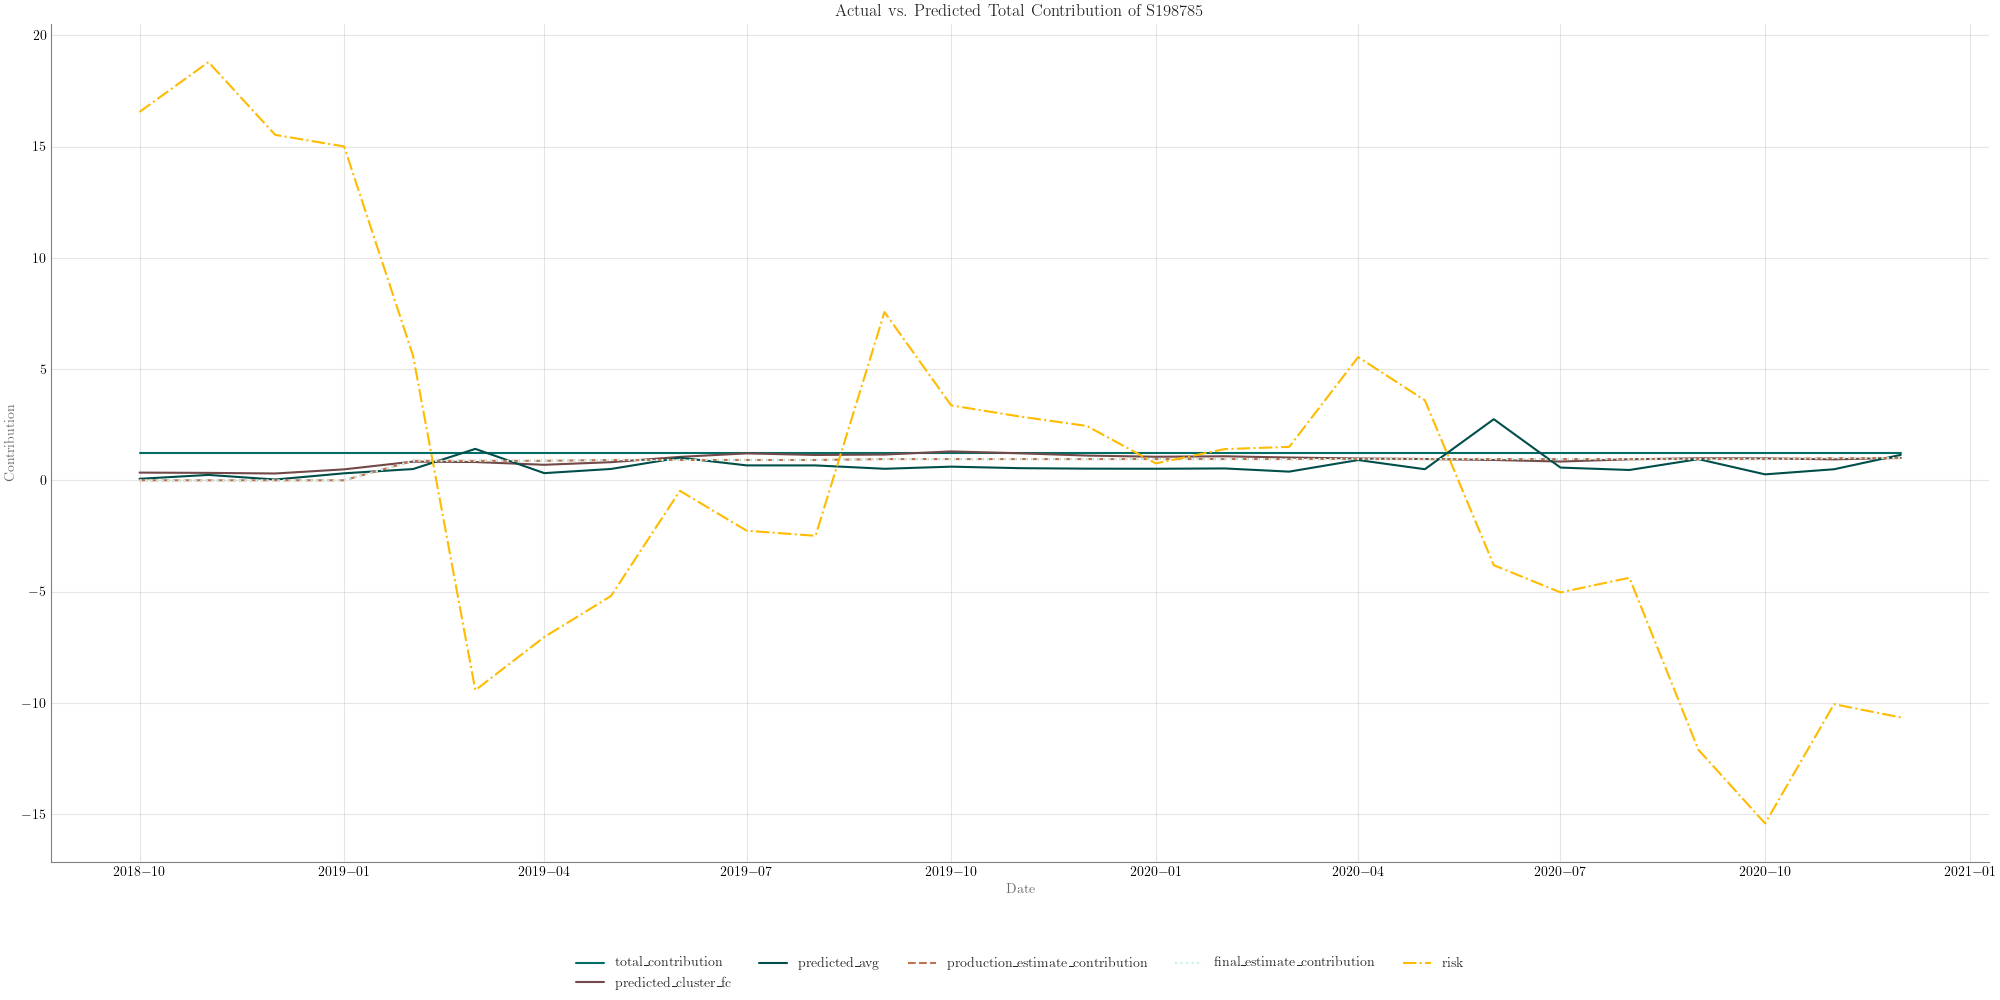 Actual vs. Predicted Total Contribution of S198785
20
15
10
5
0
−5
−10
−15
Contribution
2018−10 2019−01 2019−04 2019−07 2019−10 2020−01 2020−04 2020−07 2020−10 2021−01
Date
total_contribution predicted_avg production_estimate_contribution final_estimate_contribution risk
predicted_cluster_fc